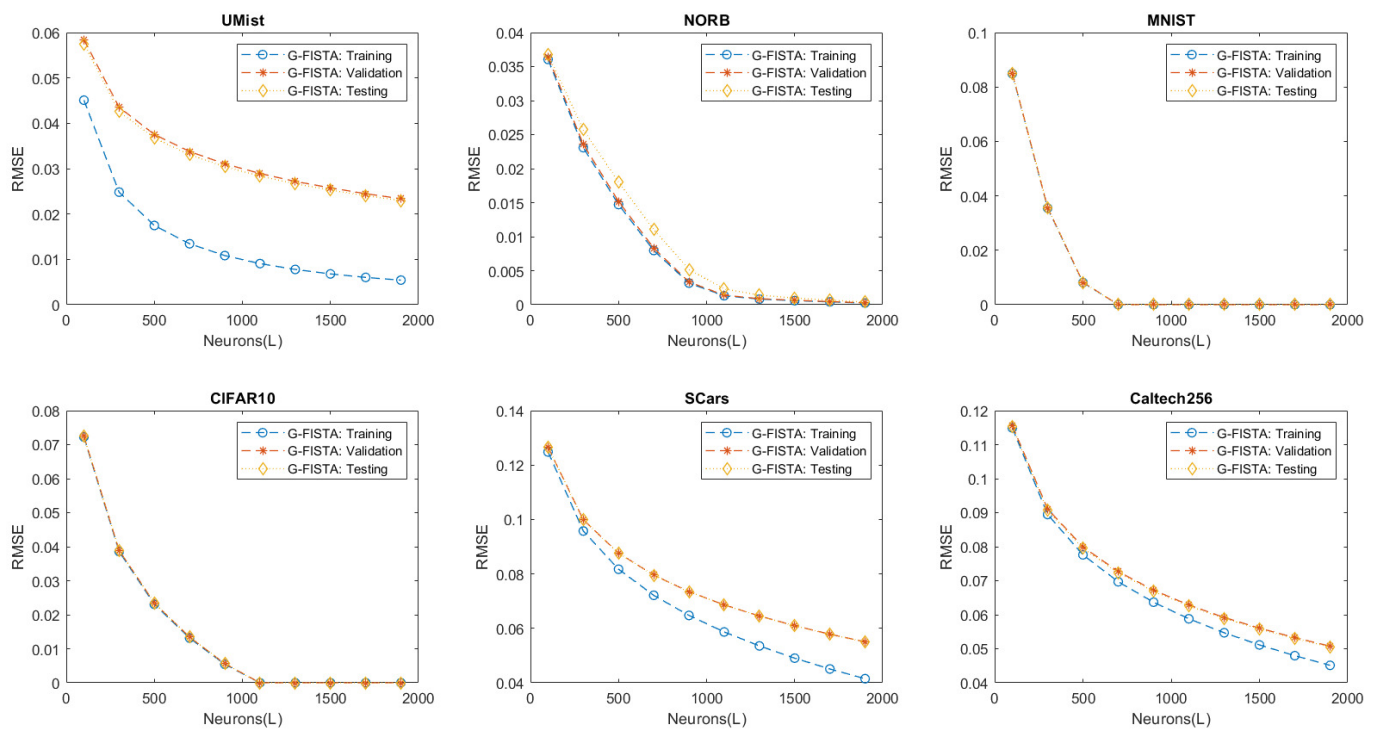 UMist
0.06
0.05
0.04
0.03
0.02
0.01
0
RMSE
G-FISTA: Training
G-FISTA: Validation
G-FISTA: Testing
0 500 1000 1500 2000
Neurons(L)
NORB
0.04
0.035
0.03
0.025
0.02
0.015
0.01
0.005
0
RMSE
G-FISTA: Training
G-FISTA: Validation
G-FISTA: Testing
0 500 1000 1500 2000
Neurons(L)
MNIST
0.1
0.08
0.06
0.04
0.02
0
RMSE
G-FISTA: Training
G-FISTA: Validation
G-FISTA: Testing
0 500 1000 1500 2000
Neurons(L)
CIFAR10
0.08
0.07
0.06
0.05
0.04
0.03
0.02
0.01
0
RMSE
G-FISTA: Training
G-FISTA: Validation
G-FISTA: Testing
0 500 1000 1500 2000
Neurons(L)
SCars
0.14
0.12
0.1
0.08
0.06
0.04
RMSE
G-FISTA: Training
G-FISTA: Validation
G-FISTA: Testing
0 500 1000 1500 2000
Neurons(L)
Caltech256
0.12
0.11
0.1
0.09
0.08
0.07
0.06
0.05
0.04
RMSE
G-FISTA: Training
G-FISTA: Validation
G-FISTA: Testing
0 500 1000 1500 2000
Neurons(L)